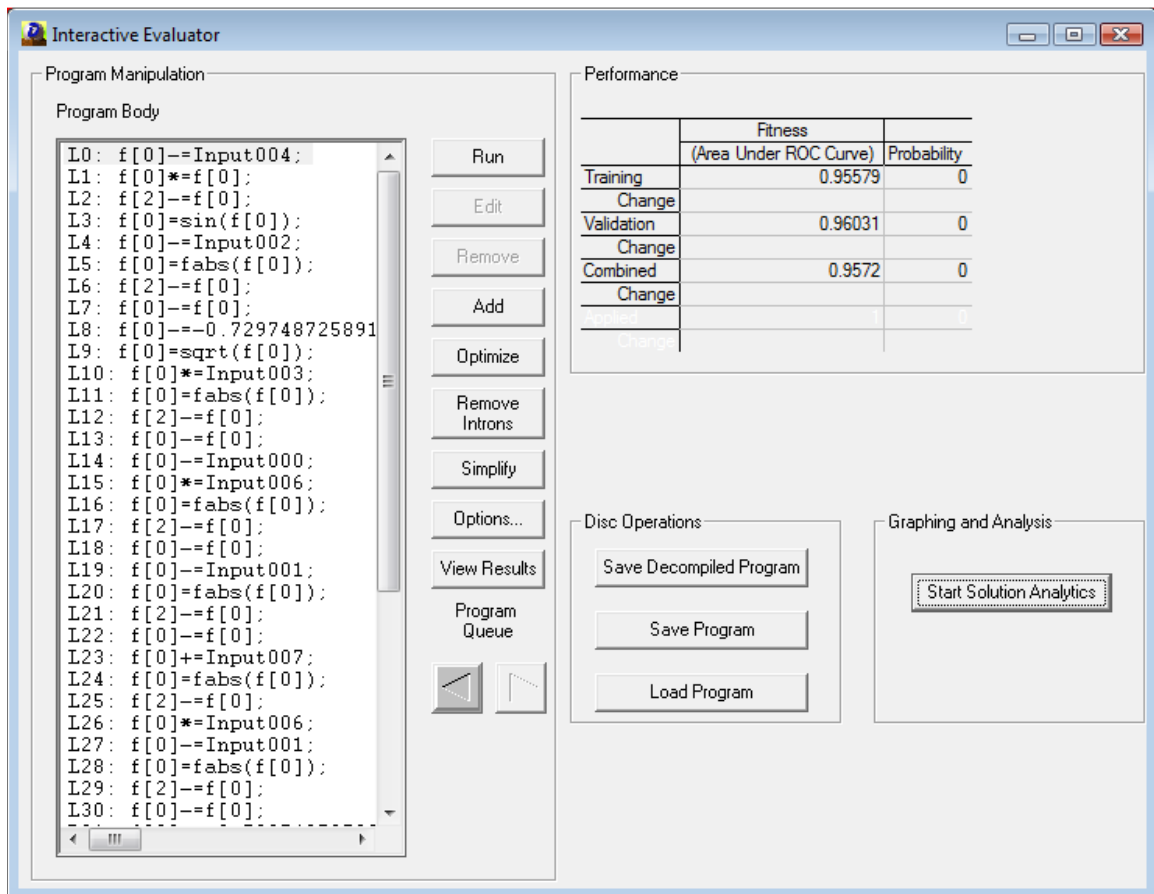 Interactive Evaluator
Program Manipulation
Program Body
L0: f[0]-=Input004;
L1: f[0]*=f[0];
L2: f[2]-=f[0];
L3: f[0]=sin(f[0]);
L4: f[0]-=Input002;
L5: f[0]=fabs(f[0]);
L6: f[2]-=f[0];
L7: f[0]-=f[0];
L8: f[0]-=-0.729748725891
L9: f[0]=sqrt(f[0]);
L10: f[0]*=Input003;
L11: f[0]=fabs(f[0]);
L12: f[2]-=f[0];
L13: f[0]-=f[0];
L14: f[0]-=Input000;
L15: f[0]*=Input006;
L16: f[0]=fabs(f[0]);
L17: f[2]-=f[0];
L18: f[0]-=f[0];
L19: f[0]-=Input001;
L20: f[0]=fabs(f[0]);
L21: f[2]-=f[0];
L22: f[0]-=f[0];
L23: f[0]+=Input007;
L24: f[0]=fabs(f[0]);
L25: f[2]-=f[0];
L26: f[0]*=Input006;
L27: f[0]-=Input001;
L28: f[0]=fabs(f[0]);
L29: f[2]-=f[0];
L30: f[0]-=f[0];
Run
Edit
Remove
Add
Optimize
Remove
Introns
Simplify
Options...
View Results
Program
Queue
Performance
Fitness
(Area Under ROC Curve) Probability
Training 0.95579 0
Change
Validation 0.96031 0
Change
Combined 0.9572 0
Change
Applied 1 0
Change
Disc Operations
Save Decompiled Program
Save Program
Load Program
Graphing and Analysis
Start Solution Analytics